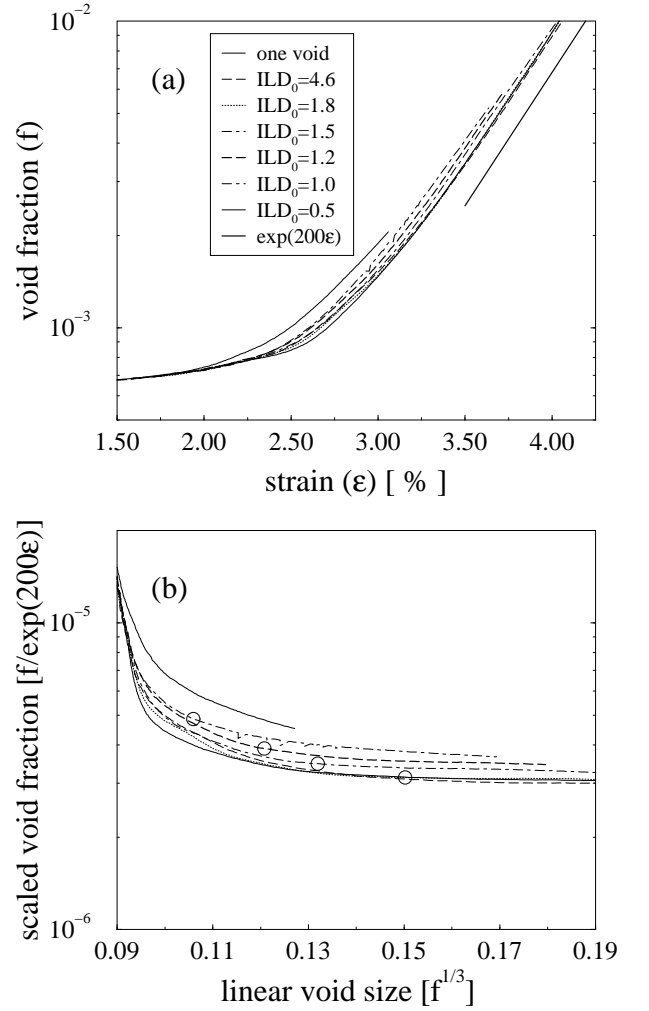 10⁻²
(a)
one void
ILD₀=4.6
ILD₀=1.8
ILD₀=1.5
ILD₀=1.2
ILD₀=1.0
ILD₀=0.5
exp(200ε)
void fraction (f)
10⁻³
1.50 2.00 2.50 3.00 3.50 4.00
strain (ε) [ % ]
(b)
scaled void fraction [f/exp(200ε)]
10⁻⁵
10⁻⁶
0.09 0.11 0.13 0.15 0.17 0.19
linear void size [f¹ᐟ³]